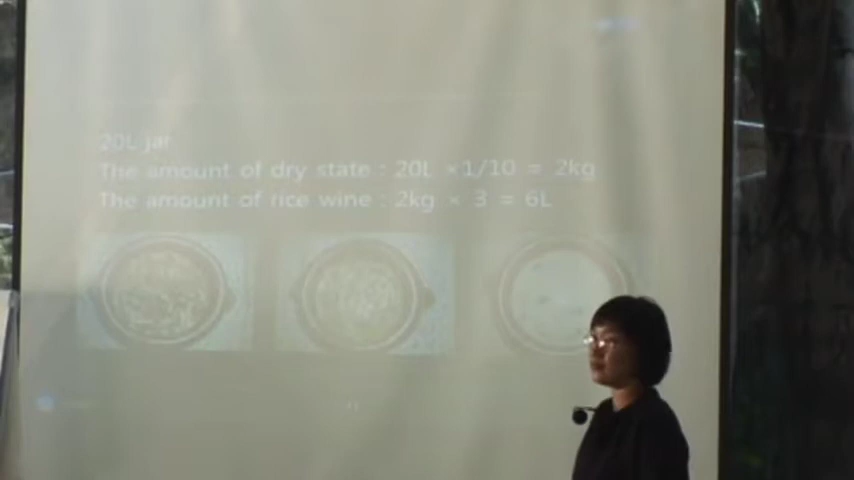 20L jar
The amount of dry state : 20L ×1/10 = 2kg
The amount of rice wine : 2kg × 3 = 6L